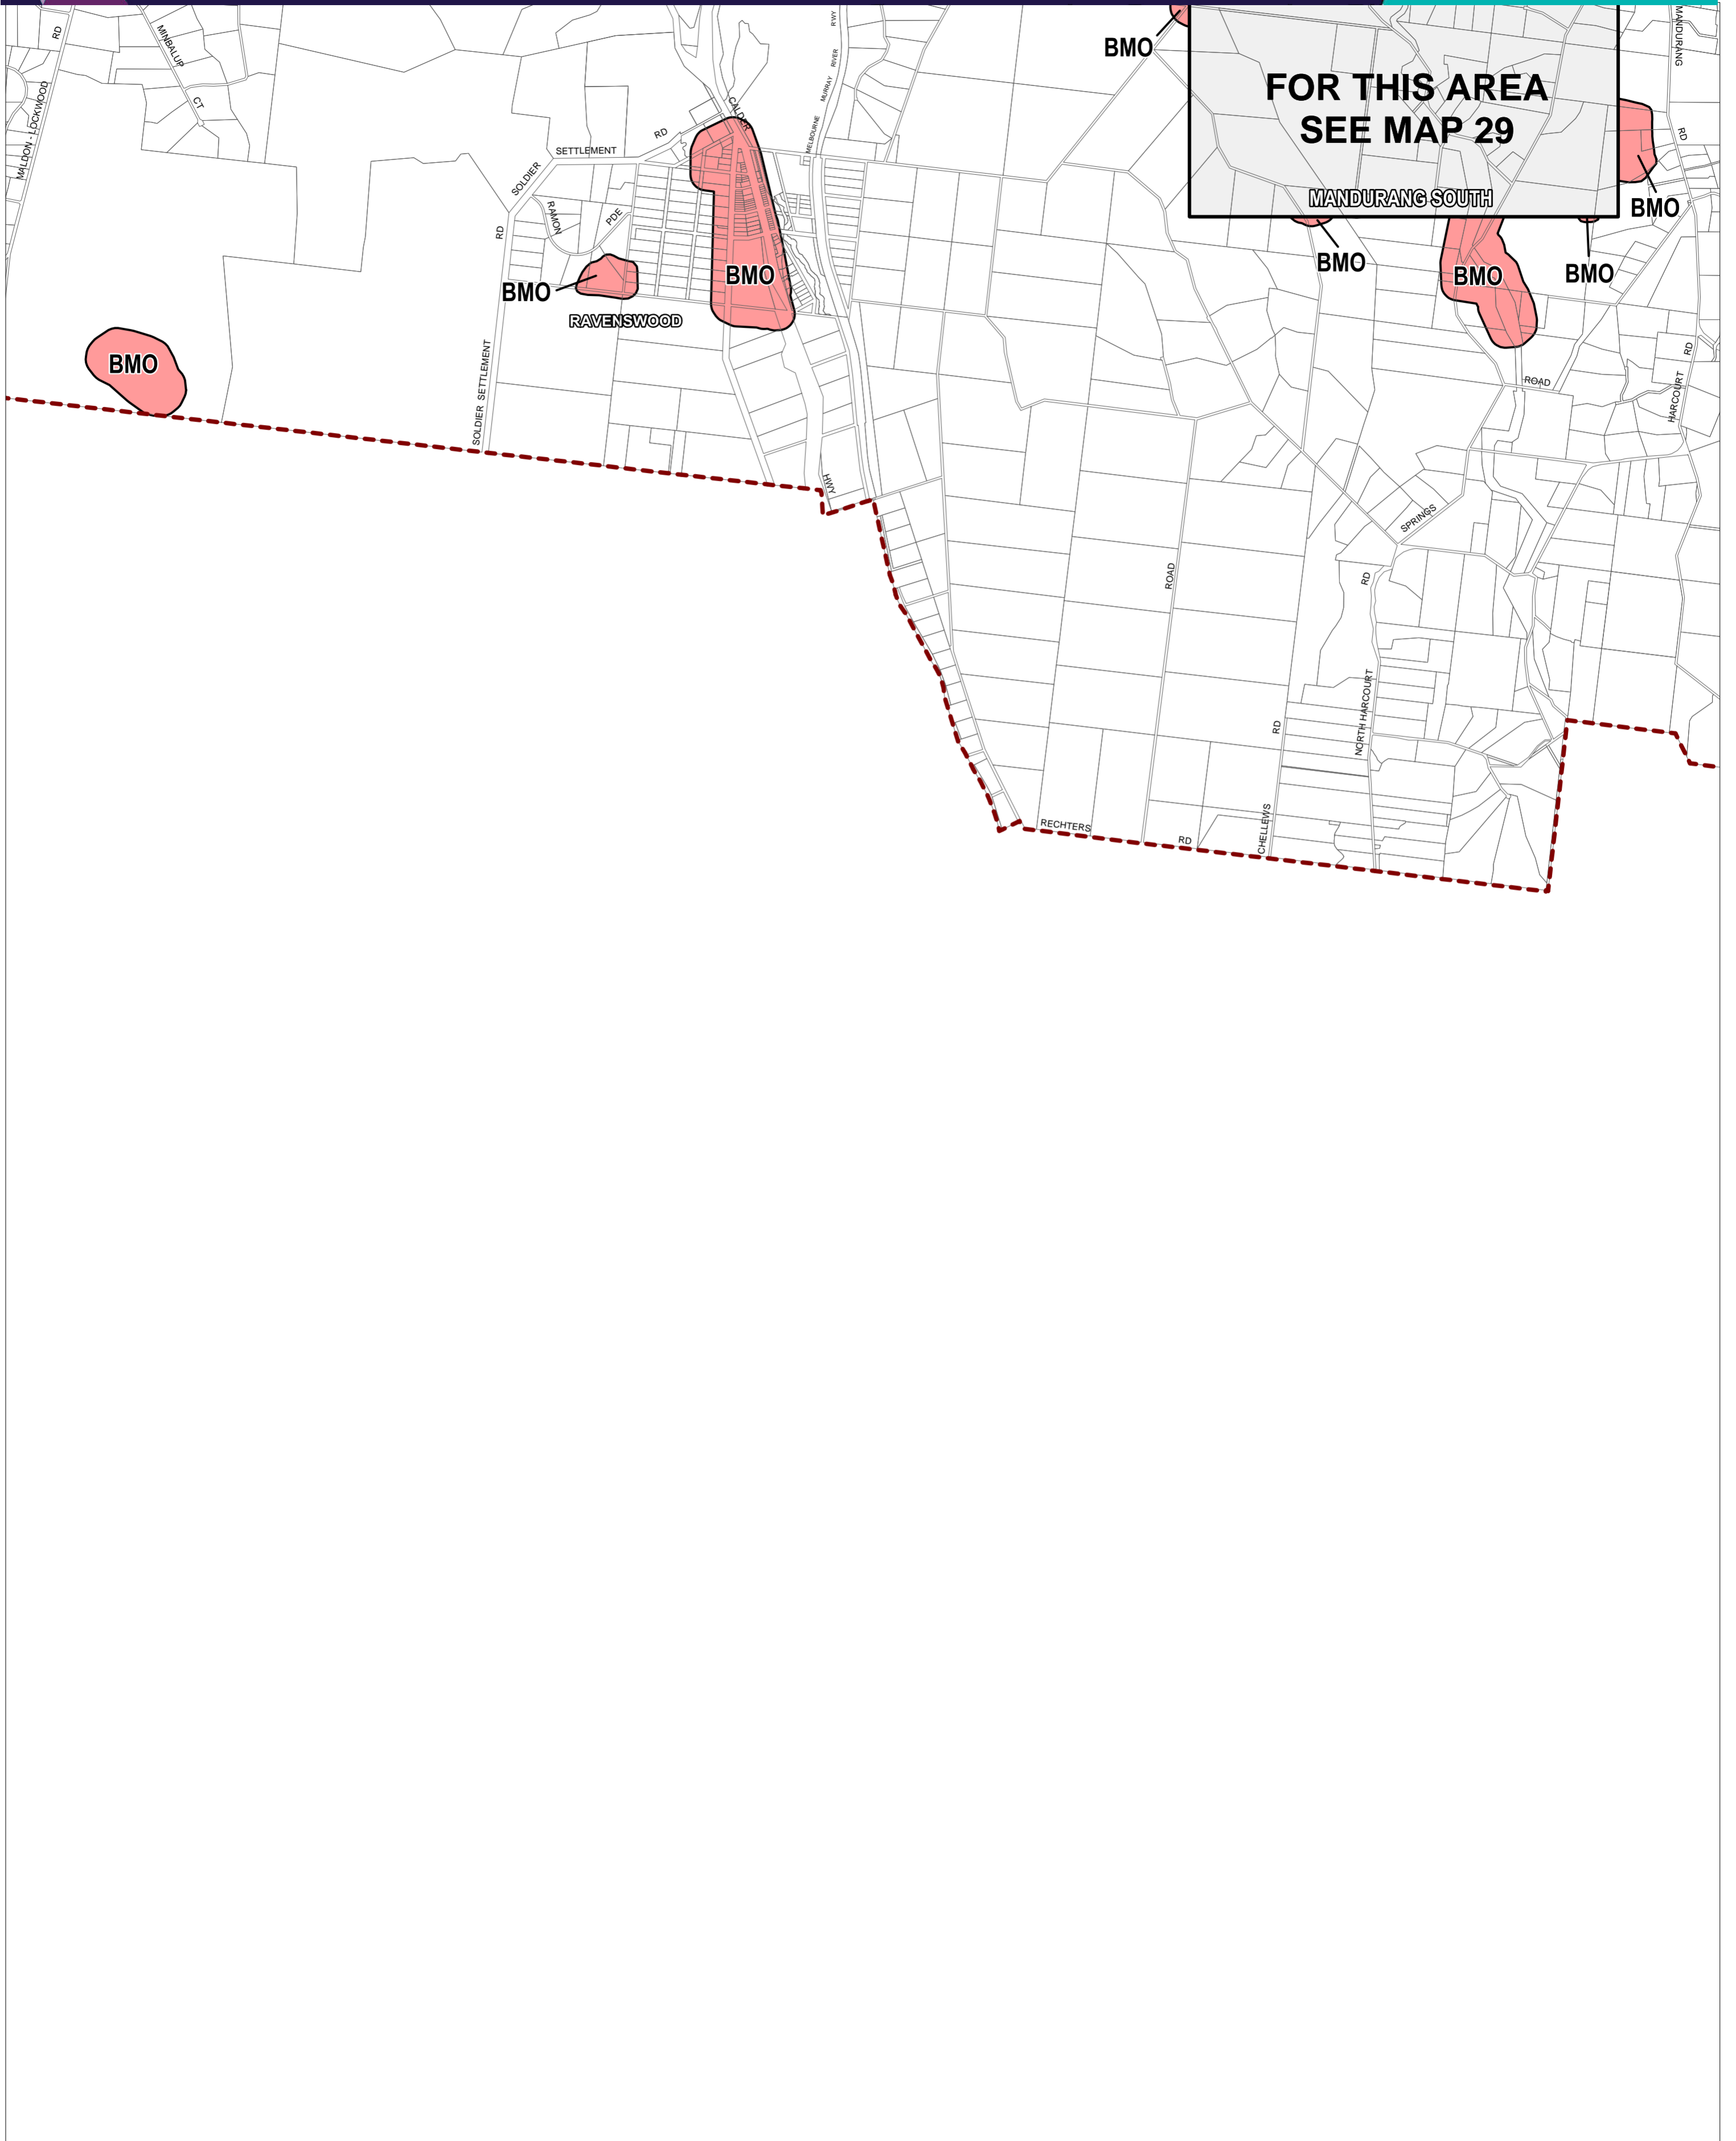 RD
MINBALUP
CT
MALDON - LOCKWOOD
CALDER
RWY
RIVER
MURRAY
MELBOURNE
BMO
FOR THIS AREA
SEE MAP 29
MANDURANG SOUTH
MANDURANG
RD
BMO
BMO
BMO
BMO
RD
SETTLEMENT
SOLDIER
RAMON
PDE
RD
BMO
BMO
RAVENSWOOD
BMO
SOLDIER SETTLEMENT
HWY
ROAD
RD
HARCOURT
SPRINGS
ROAD
RD
NORTH HARCOURT
RD
CHELLEWS
RECHTERS
RD